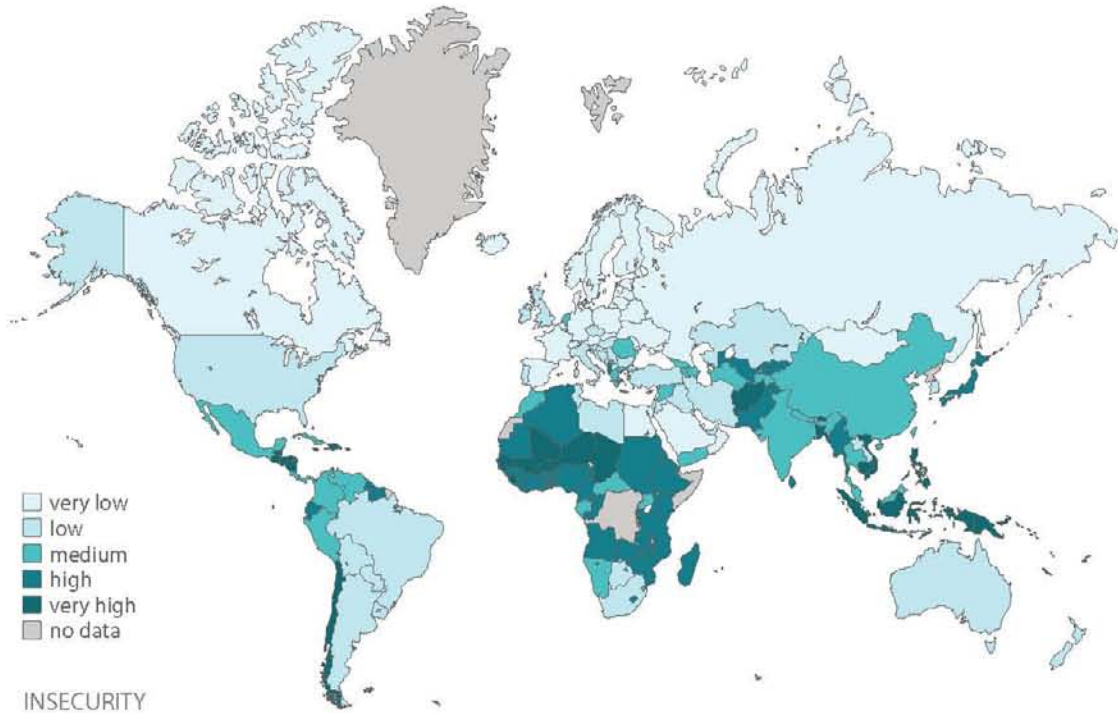 very low
low
medium
high
very high
no data
INSECURITY